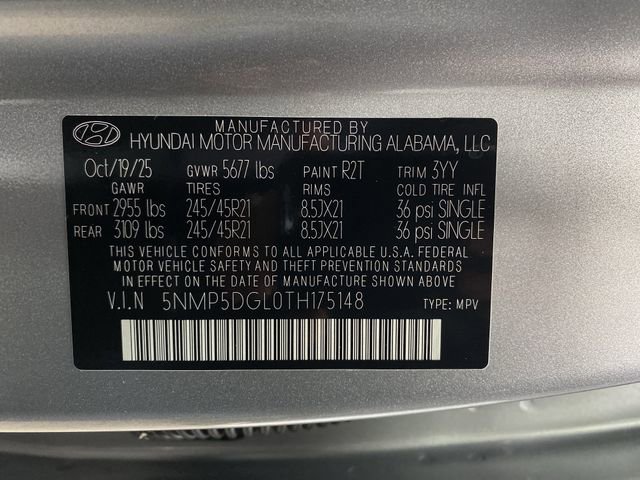 MANUFACTURED BY
HYUNDAI MOTOR MANUFACTURING ALABAMA, LLC
Oct/19/25 GVWR 5677 lbs PAINT R2T TRIM 3YY
GAWR TIRES RIMS COLD TIRE INFL
FRONT 2955 lbs 245/45R21 8.5JX21 36 psi SINGLE
REAR 3109 lbs 245/45R21 8.5JX21 36 psi SINGLE
THIS VEHICLE CONFORMS TO ALL APPLICABLE U.S.A. FEDERAL
MOTOR VEHICLE SAFETY AND THEFT PREVENTION STANDARDS
IN EFFECT ON THE DATE OF MANUFACTURE SHOWN ABOVE.
V.I.N 5NMP5DGL0TH175148 TYPE: MPV